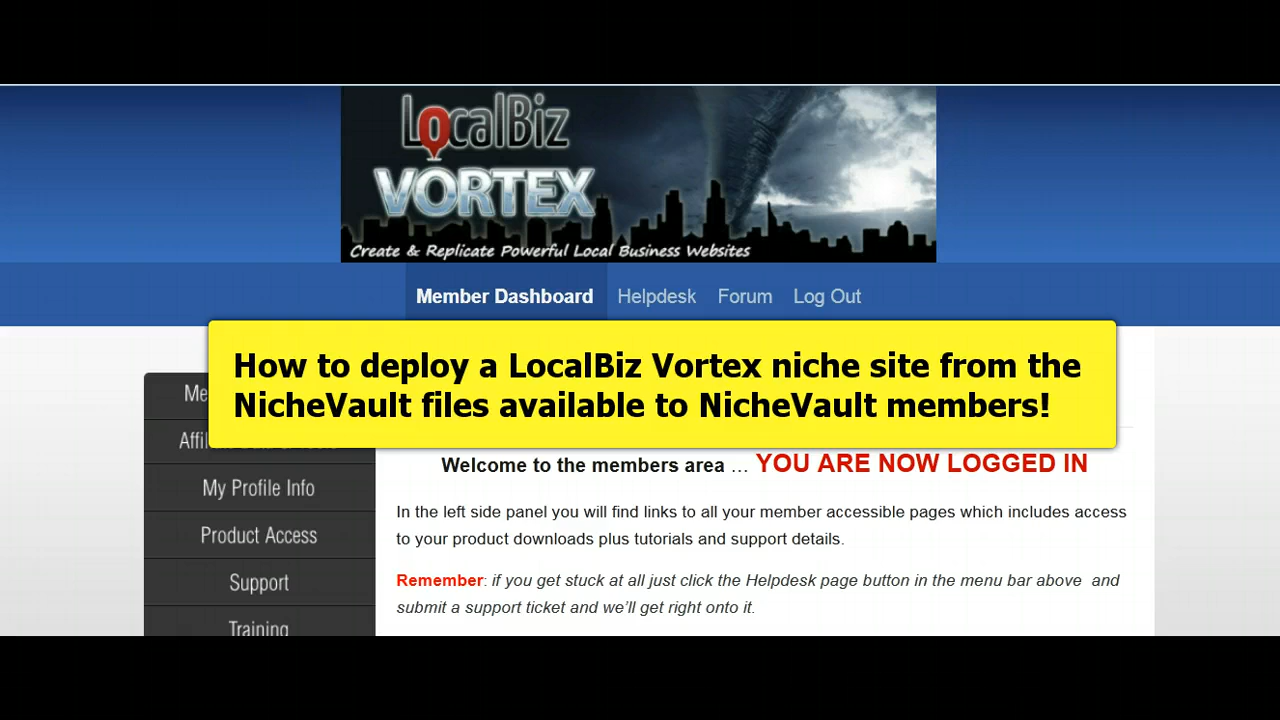 LocalBiz
VORTEX
Create & Replicate Powerful Local Business Websites
Member Dashboard Helpdesk Forum Log Out
How to deploy a LocalBiz Vortex niche site from the
NicheVault files available to NicheVault members!
Welcome to the members area ... YOU ARE NOW LOGGED IN
My Profile Info
Product Access
Support
Training
In the left side panel you will find links to all your member accessible pages which includes access
to your product downloads plus tutorials and support details.
Remember: if you get stuck at all just click the Helpdesk page button in the menu bar above and
submit a support ticket and we'll get right onto it.